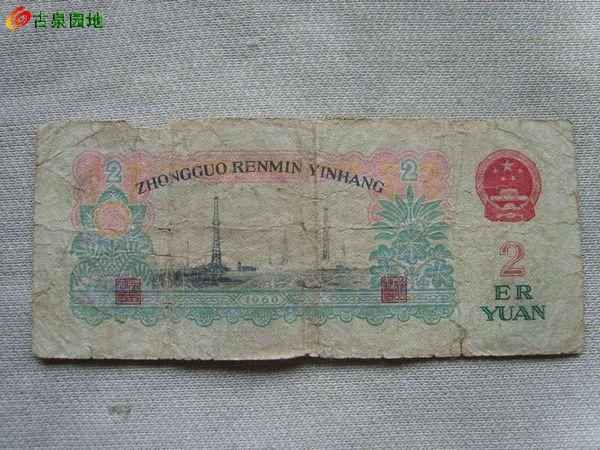 古泉园地
ZHONGGUO RENMIN YINHANG
2
2
1960
2
ER
YUAN